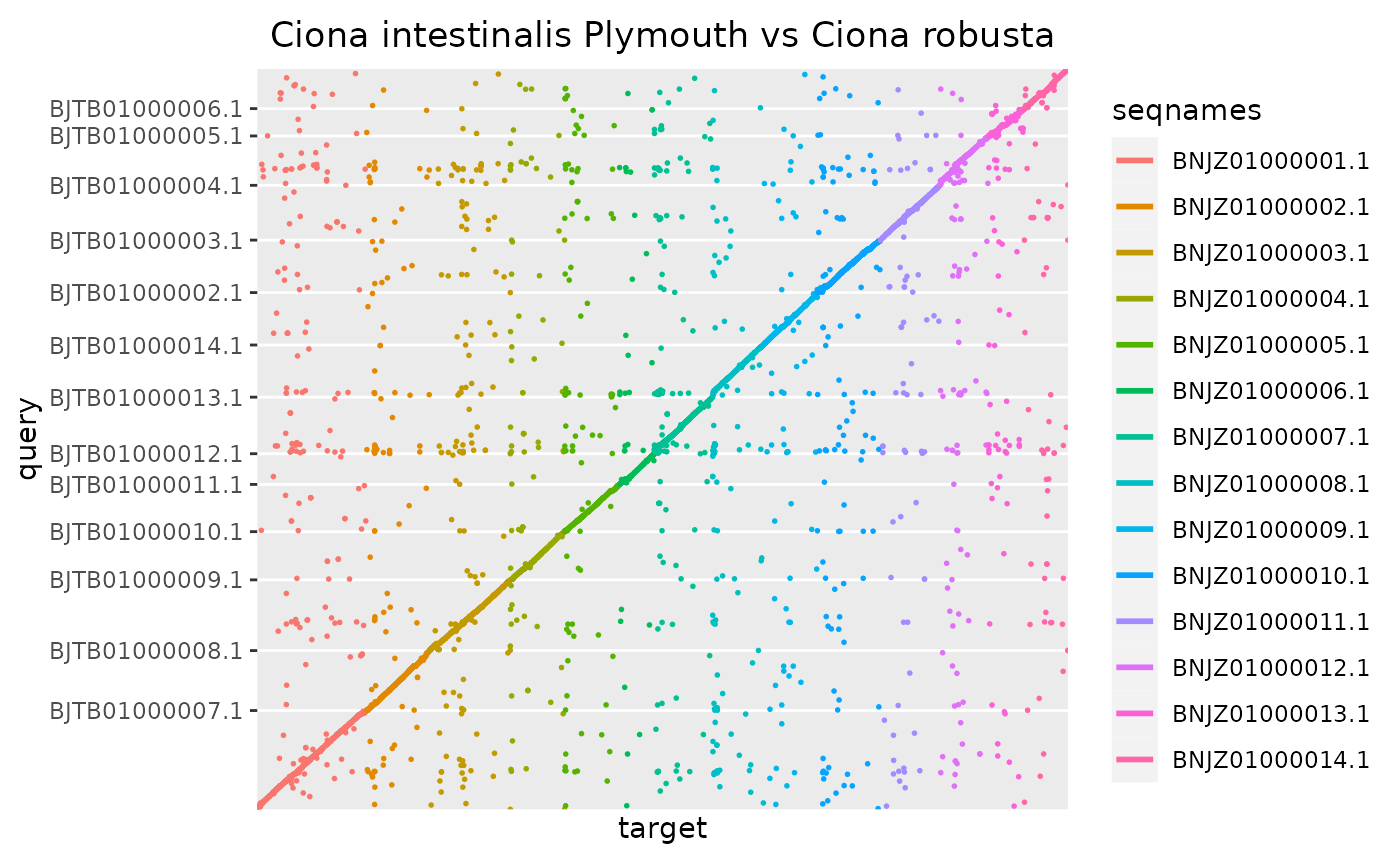 Ciona intestinalis Plymouth vs Ciona robusta
query
BJTB01000006.1
BJTB01000005.1
BJTB01000004.1
BJTB01000003.1
BJTB01000002.1
BJTB01000014.1
BJTB01000013.1
BJTB01000012.1
BJTB01000011.1
BJTB01000010.1
BJTB01000009.1
BJTB01000008.1
BJTB01000007.1
target
seqnames
BNJZ01000001.1
BNJZ01000002.1
BNJZ01000003.1
BNJZ01000004.1
BNJZ01000005.1
BNJZ01000006.1
BNJZ01000007.1
BNJZ01000008.1
BNJZ01000009.1
BNJZ01000010.1
BNJZ01000011.1
BNJZ01000012.1
BNJZ01000013.1
BNJZ01000014.1